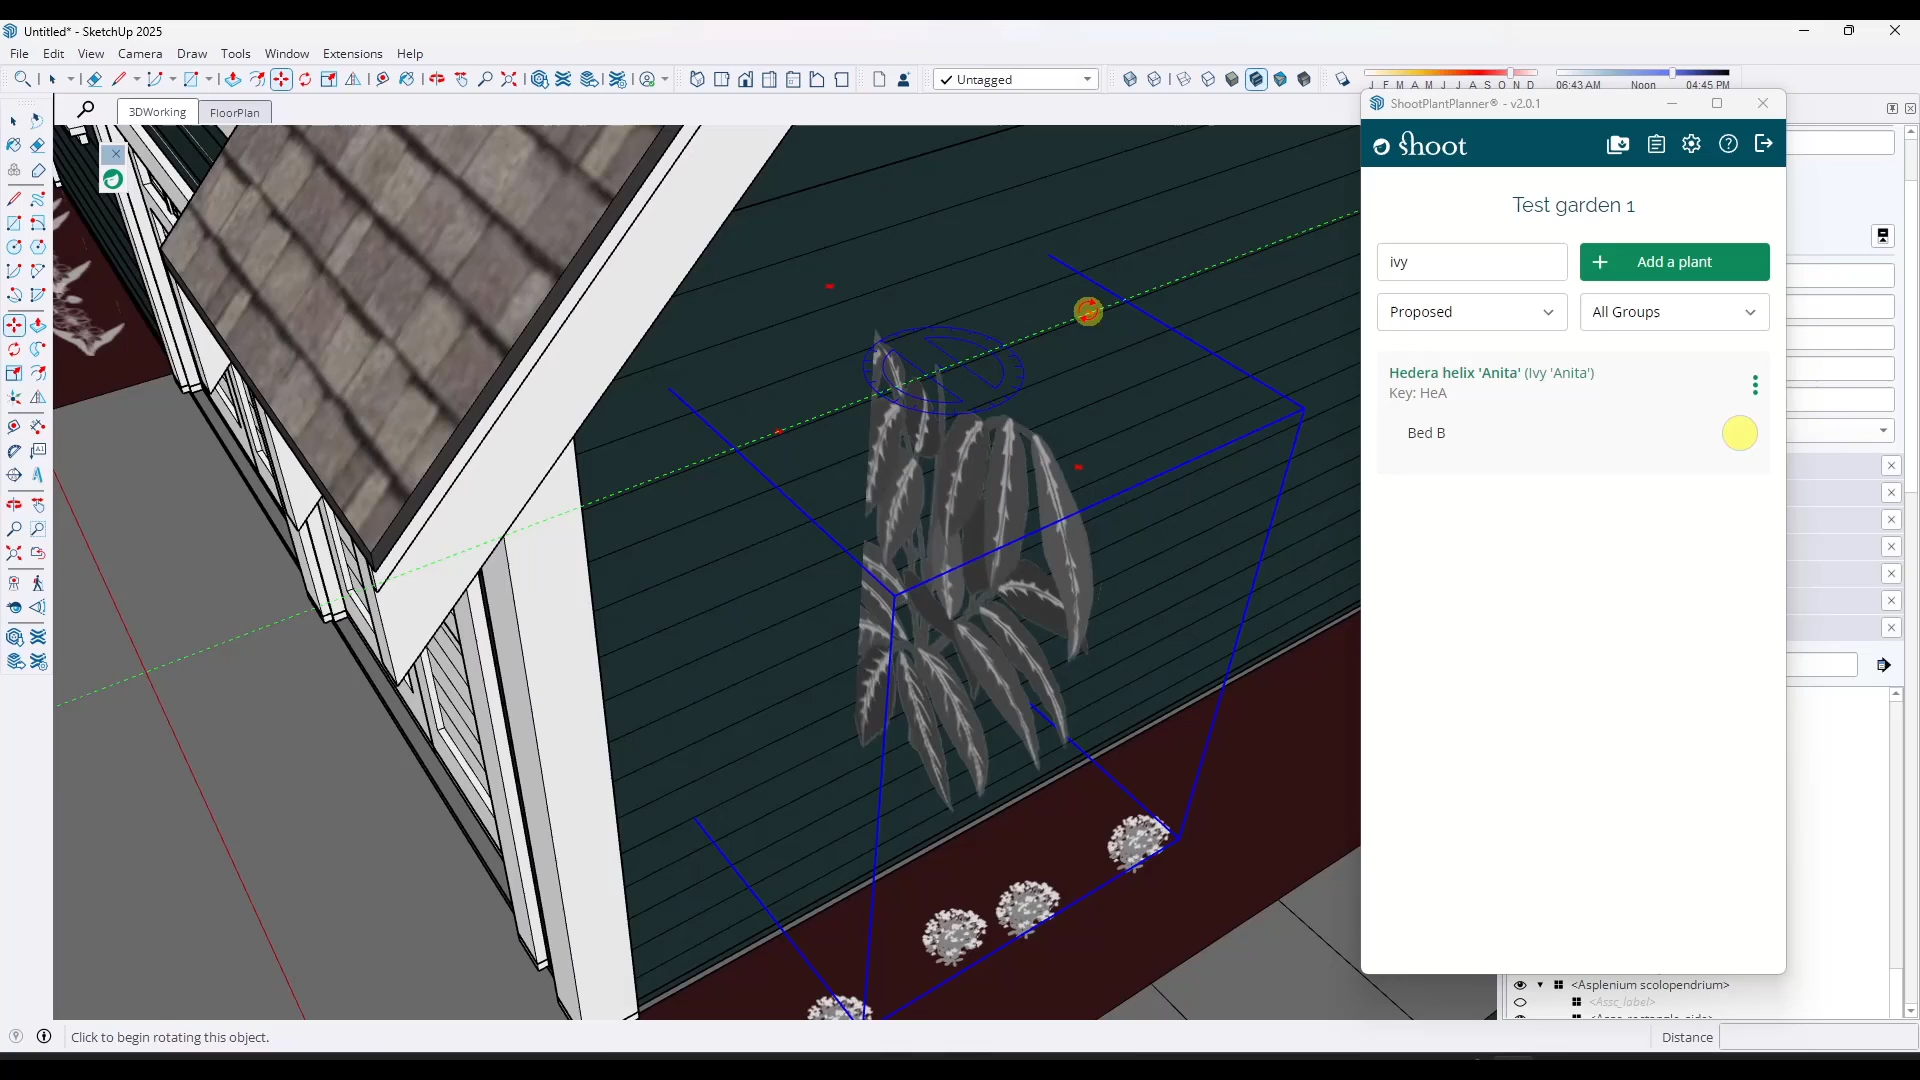 Untitled* - SketchUp 2025
File Edit View Camera Draw Tools Window Extensions Help
Untagged
J F M A M J J A S O N D
06:43 AM Noon 04:45 PM
3DWorking
FloorPlan
ShootPlantPlanner® - v2.0.1
Shoot
Test garden 1
ivy
Add a plant
Proposed
All Groups
Hedera helix 'Anita' (Ivy 'Anita')
Key: HeA
Bed B
<Asplenium scolopendrium>
<Assc_label>
Click to begin rotating this object.
Distance